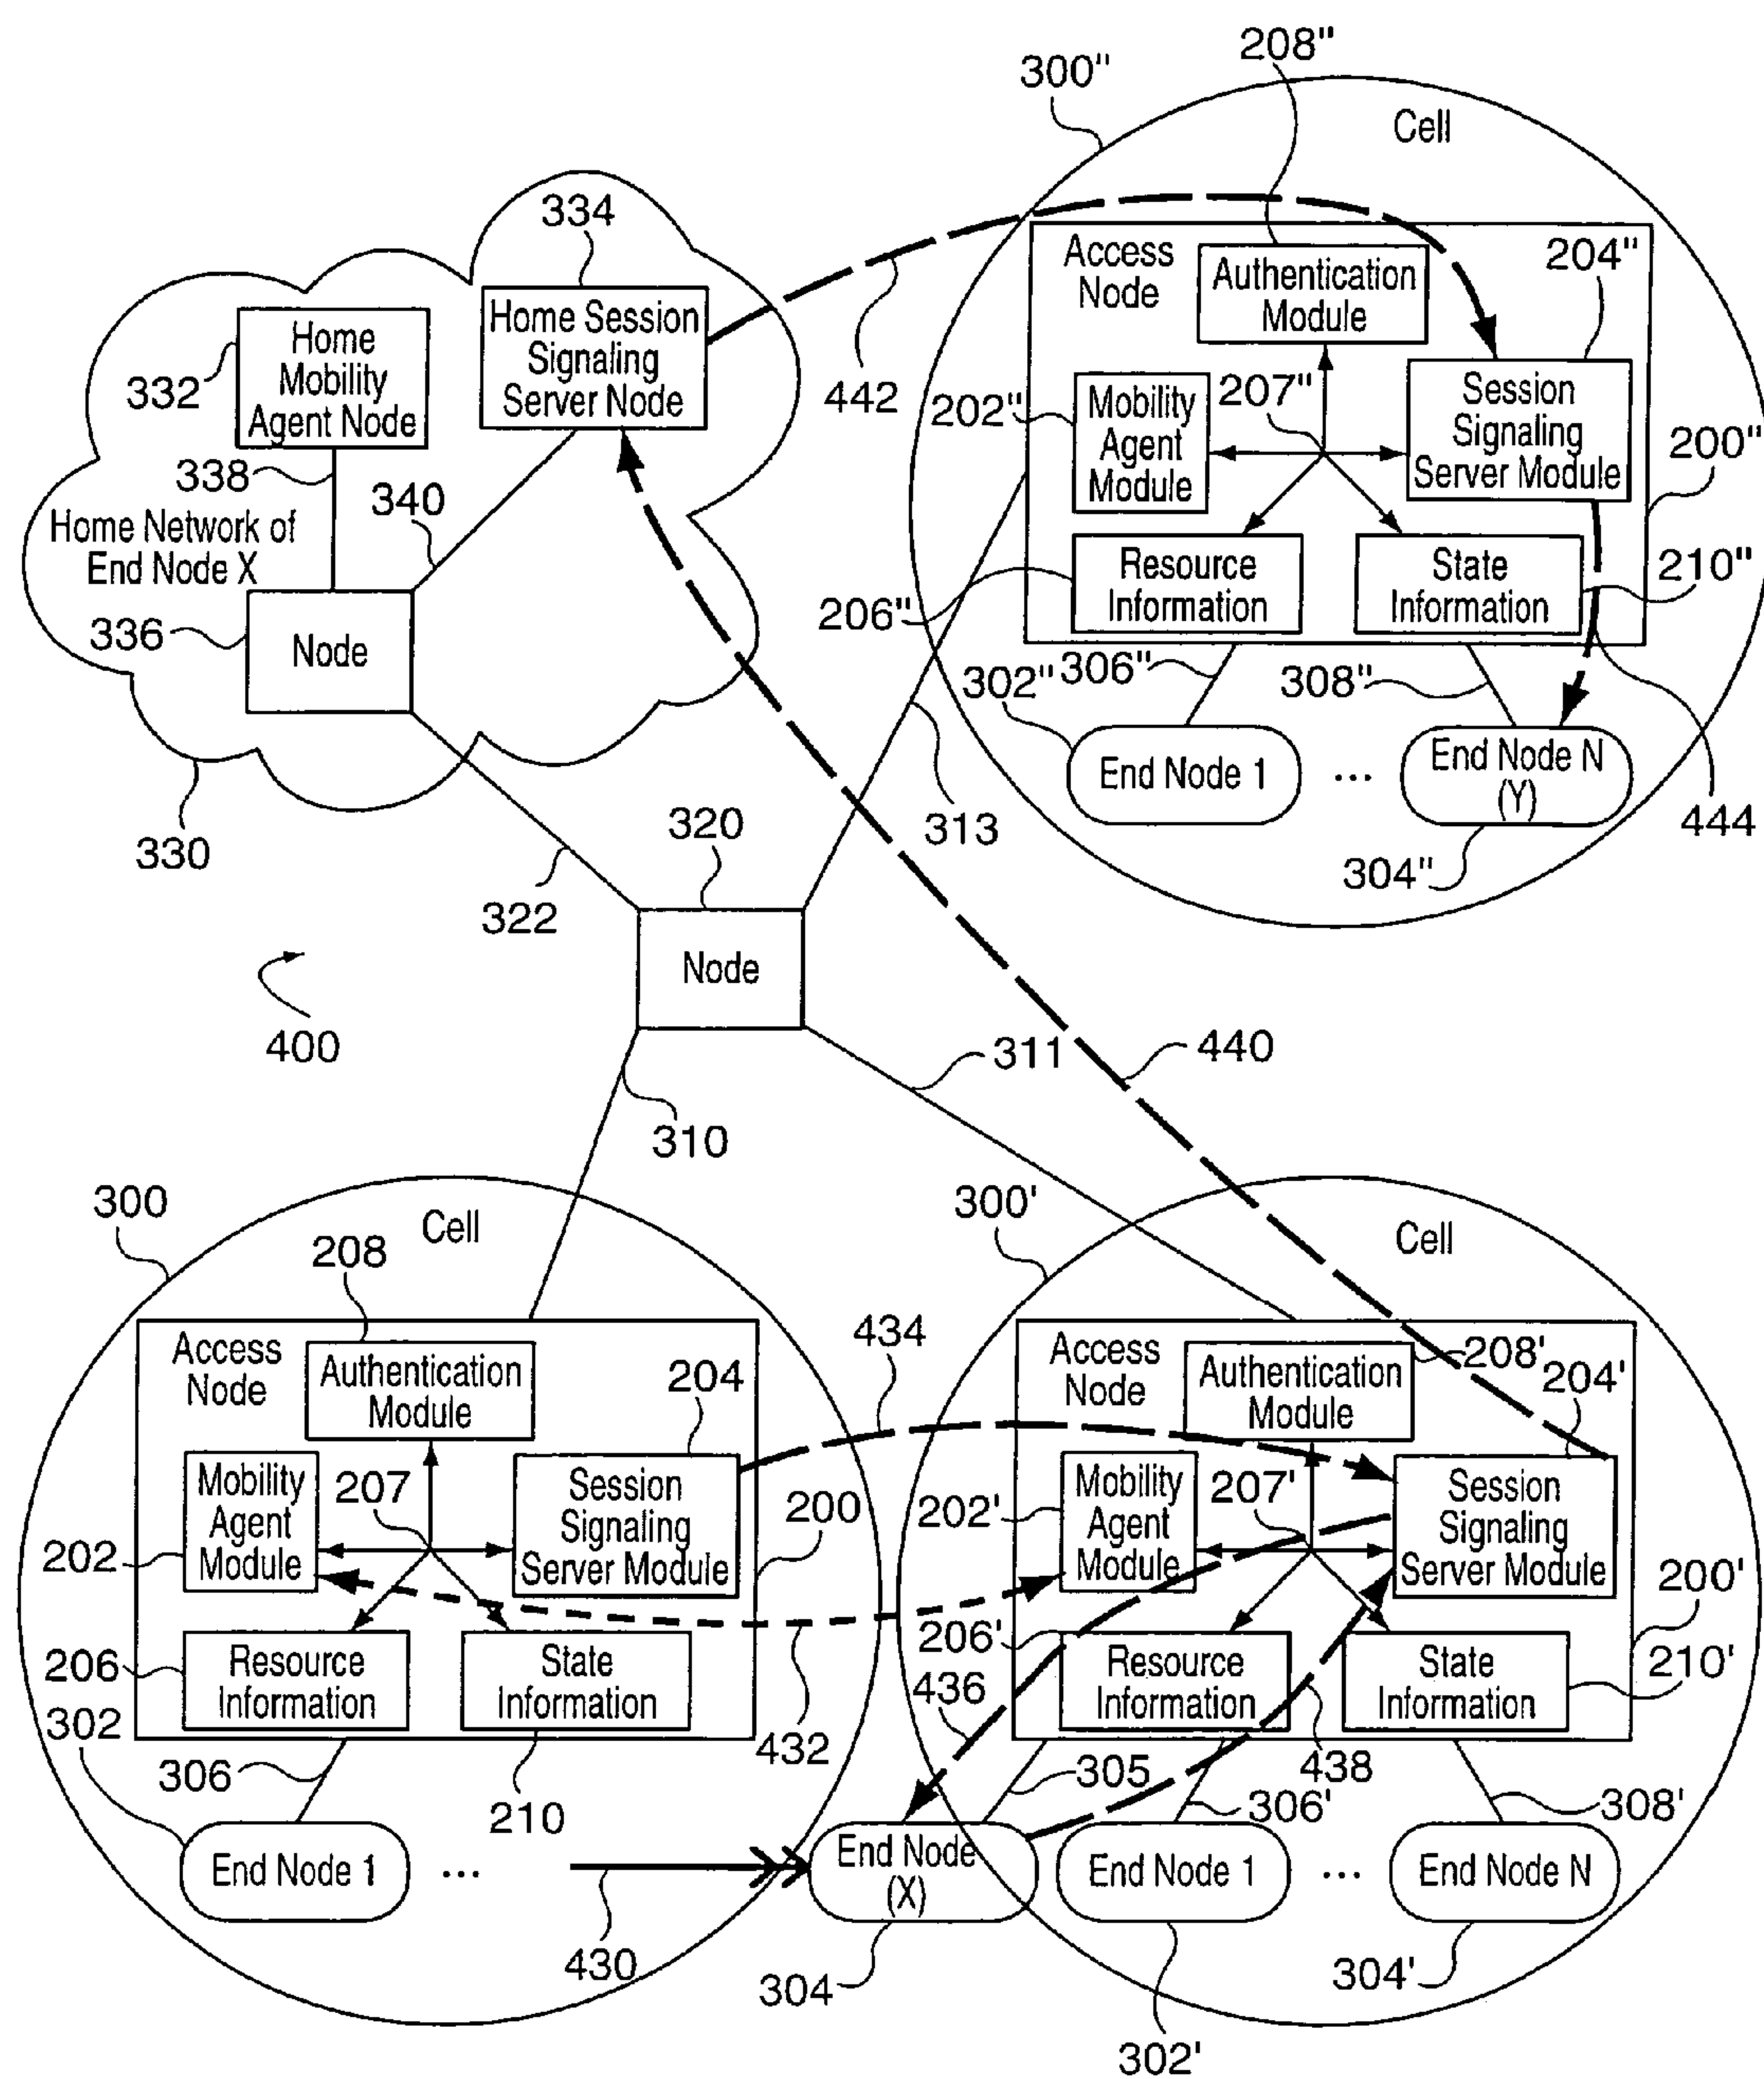 208"
300"
Cell
334
Access
Node
Authentication
Module
204"
Home Session
Signaling
Server Node
Home
Mobility
Agent Node
332
442
202"
Mobility
Agent
Module
207"
Session
Signaling
Server Module
200"
338
340
Home Network of
End Node X
Resource
Information
State
Information
210"
206"
336
Node
302"
306"
308"
End Node 1
...
End Node N
(Y)
313
444
330
320
304"
322
Node
400
311
440
310
300
Cell
300'
Cell
208
434
Access
Node
Authentication
Module
204
Access
Node
Authentication
Module
208'
204'
Mobility
Agent
Module
207
Session
Signaling
Server Module
200
202
202'
Mobility
Agent
Module
207'
Session
Signaling
Server Module
200'
206
Resource
Information
State
Information
206'
436
Resource
Information
State
Information
210'
302
432
306
210
305
438
306'
308'
End Node 1
...
End Node
(X)
End Node 1
...
End Node N
430
304
304'
302'